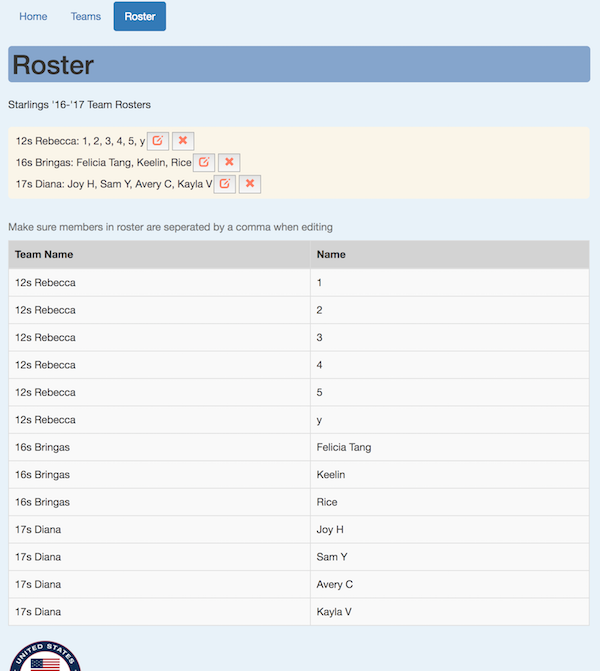 Home Teams Roster
Roster
Starlings '16-'17 Team Rosters
12s Rebecca: 1, 2, 3, 4, 5, y
16s Bringas: Felicia Tang, Keelin, Rice
17s Diana: Joy H, Sam Y, Avery C, Kayla V
Make sure members in roster are seperated by a comma when editing
Team Name Name
12s Rebecca 1
12s Rebecca 2
12s Rebecca 3
12s Rebecca 4
12s Rebecca 5
12s Rebecca y
16s Bringas Felicia Tang
16s Bringas Keelin
16s Bringas Rice
17s Diana Joy H
17s Diana Sam Y
17s Diana Avery C
17s Diana Kayla V
UNITED STATES